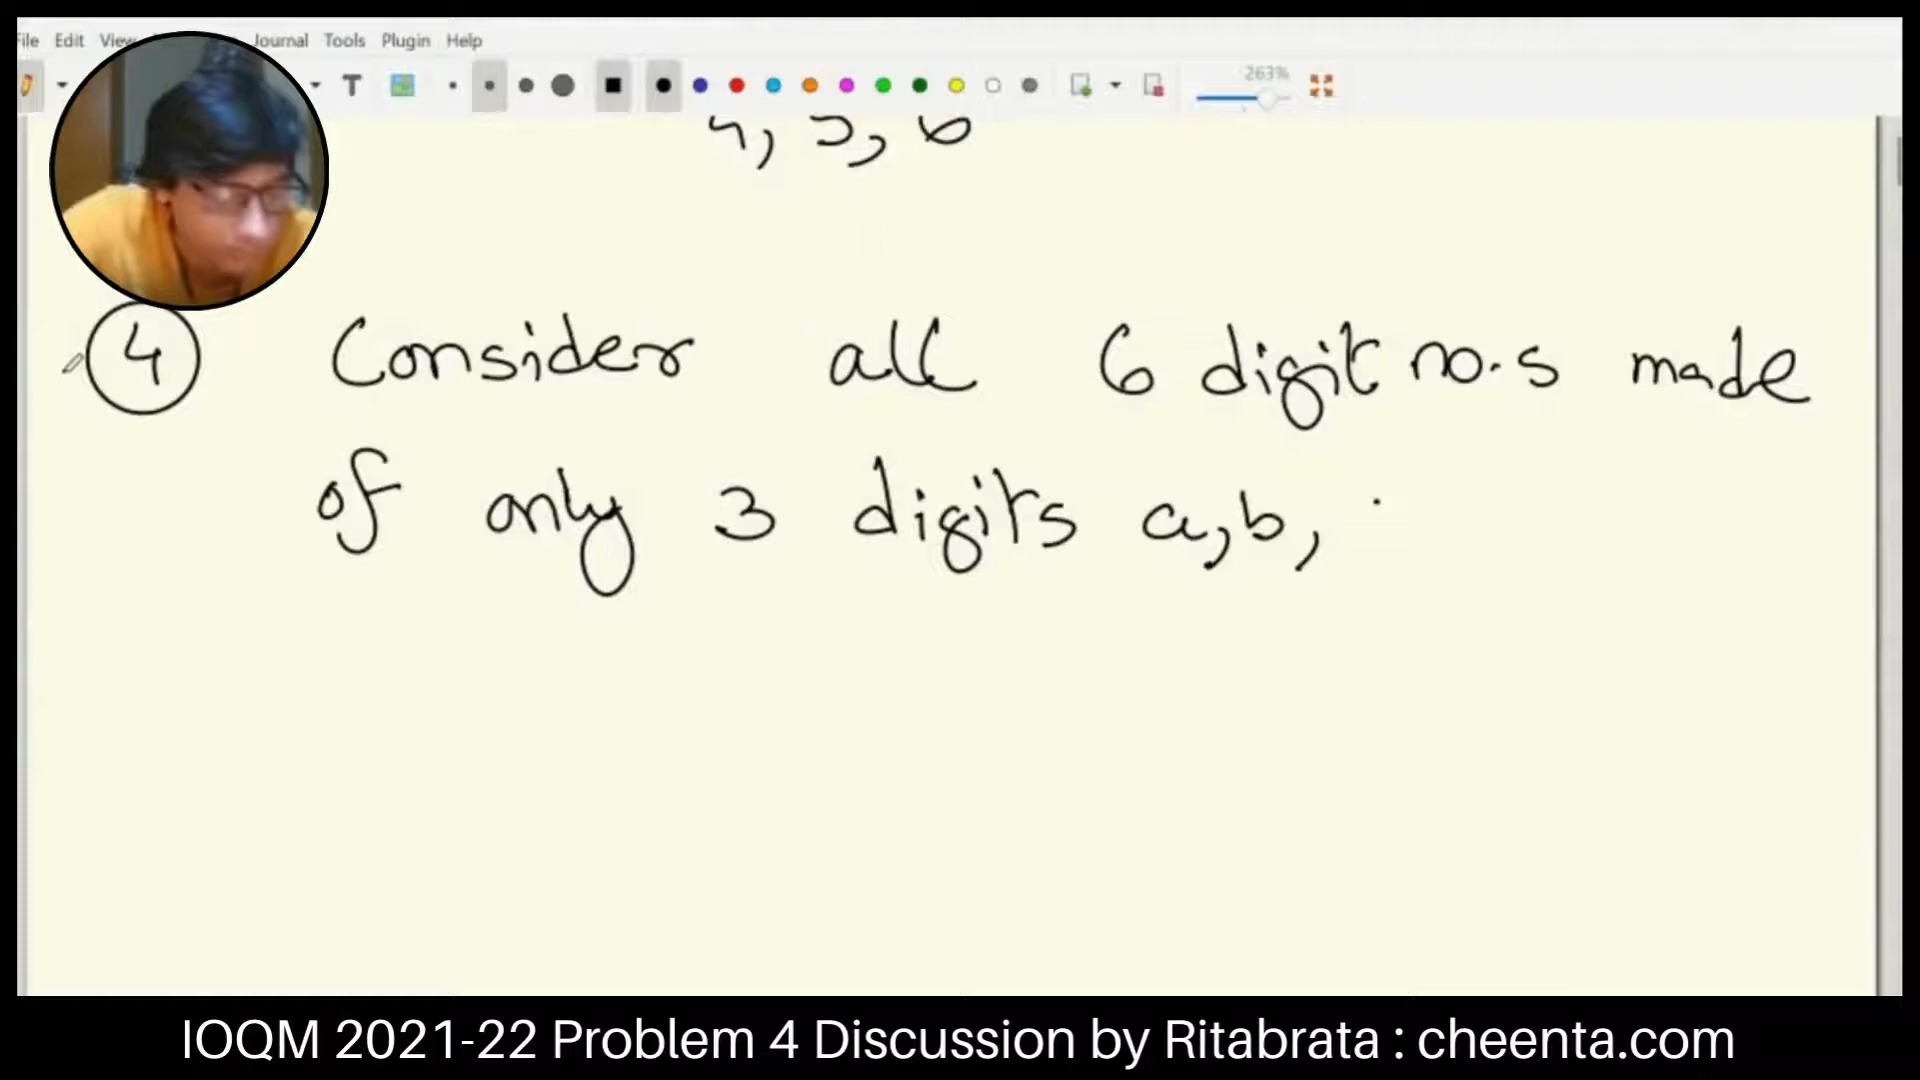 File Edit View Journal Tools Plugin Help
T 263%
4, 5, 6
4 Consider all 6 digit no.s made
of only 3 digits a,b,
IOQM 2021-22 Problem 4 Discussion by Ritabrata : cheenta.com